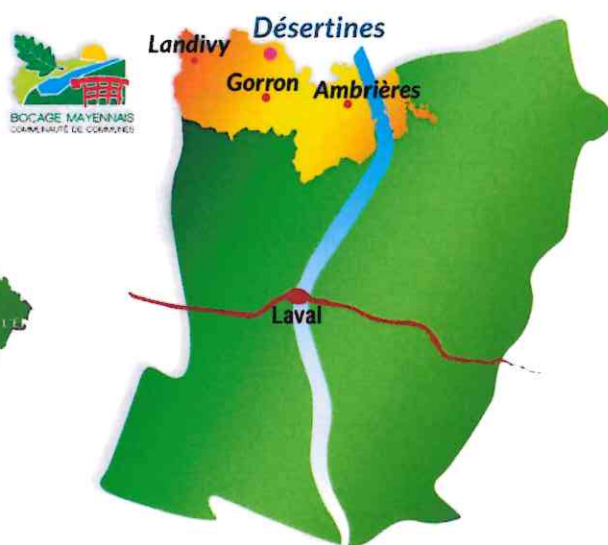 Désertines
Landivy
Gorron
Ambrières
BOCAGE MAYENNAIS
COMMUNAUTÉ DE COMMUNES
Laval